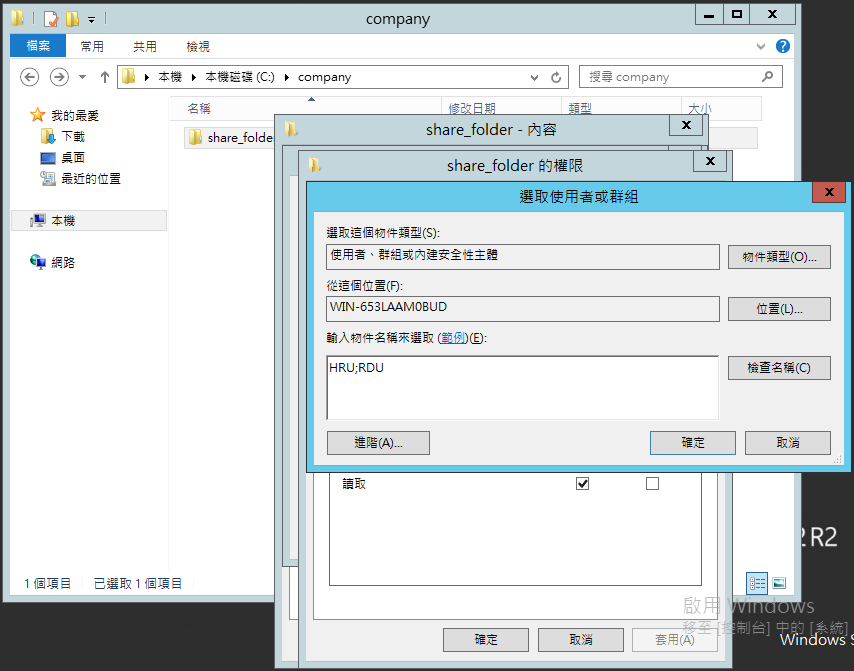 company
檔案 常用 共用 檢視
本機 本機磁碟 (C:) company
搜尋 company
名稱 修改日期 類型 大小
我的最愛
下載
桌面
最近的位置
本機
網路
share_folde
share_folder - 內容
share_folder 的權限
選取使用者或群組
選取這個物件類型(S):
使用者、群組或內建安全性主體
物件類型(O)...
從這個位置(F):
WIN-653LAAM0BUD
位置(L)...
輸入物件名稱來選取 (範例)(E):
HRU;RDU
檢查名稱(C)
進階(A)...
確定 取消
讀取
2 R2
1 個項目 已選取 1 個項目
啟用 Windows
移至 [控制台] 中的 [系統]
Windows S
確定 取消 套用(A)